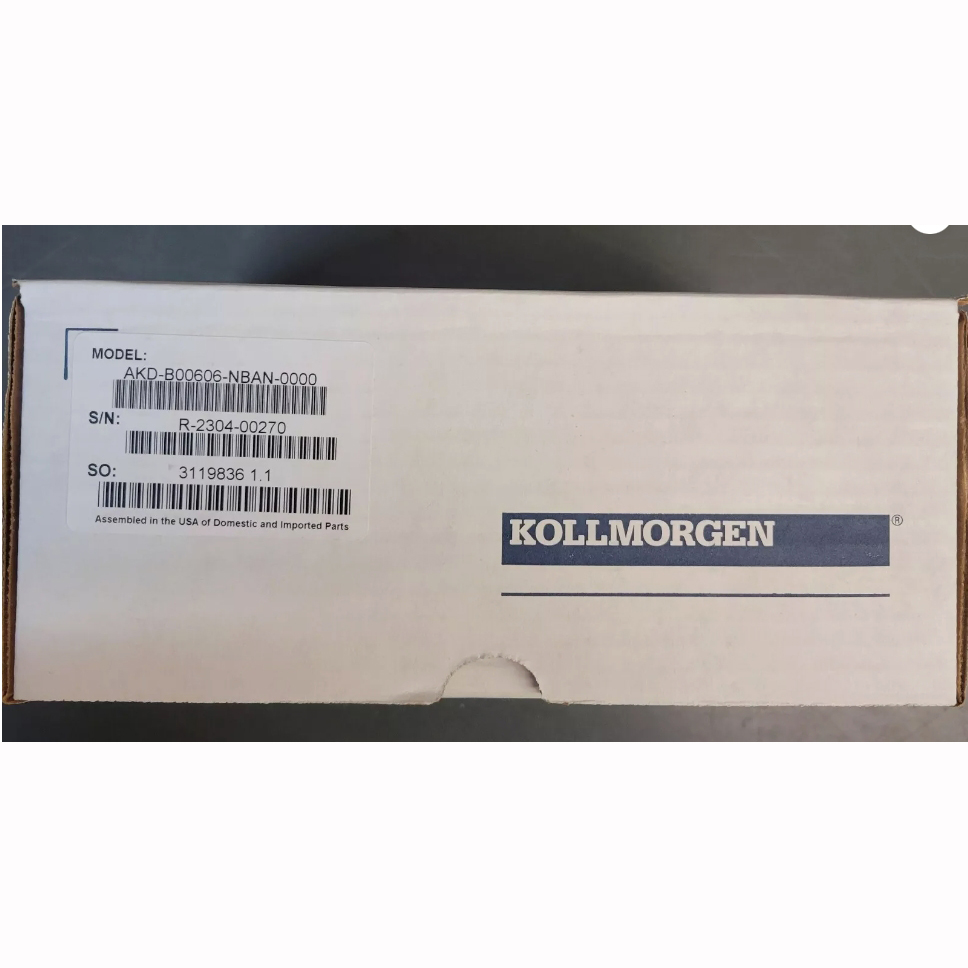 MODEL:
AKD-B00606-NBAN-0000
S/N:
R-2304-00270
SO:
3119836 1.1
Assembled in the USA of Domestic and Imported Parts
KOLLMORGEN®